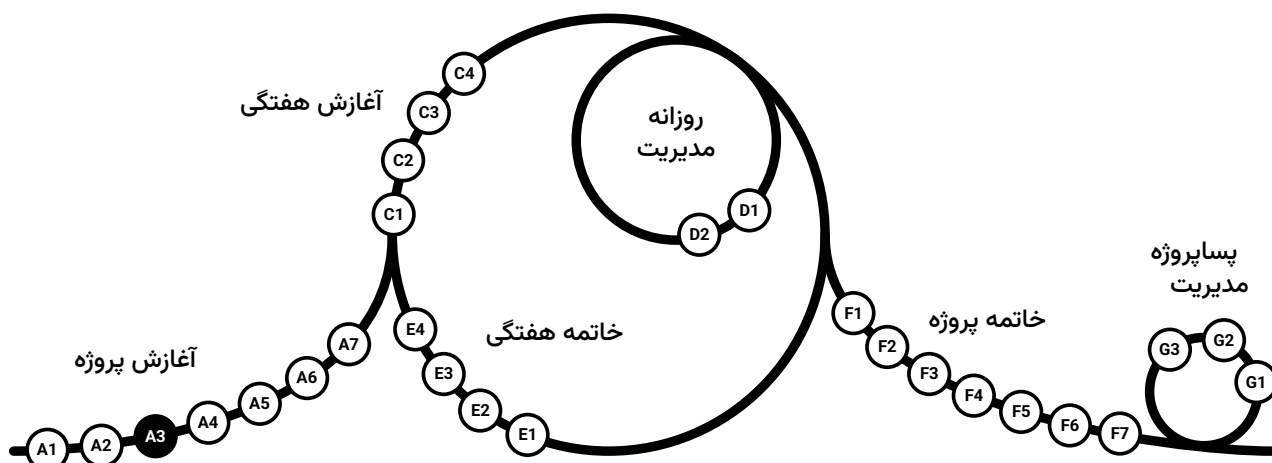 آغازش پروژه
A1
A2
A3
A4
A5
A6
A7
آغازش هفتگی
C1
C2
C3
C4
روزانه
مدیریت
D1
D2
خاتمه هفتگی
E1
E2
E3
E4
خاتمه پروژه
F1
F2
F3
F4
F5
F6
F7
پساپروژه
مدیریت
G1
G2
G3